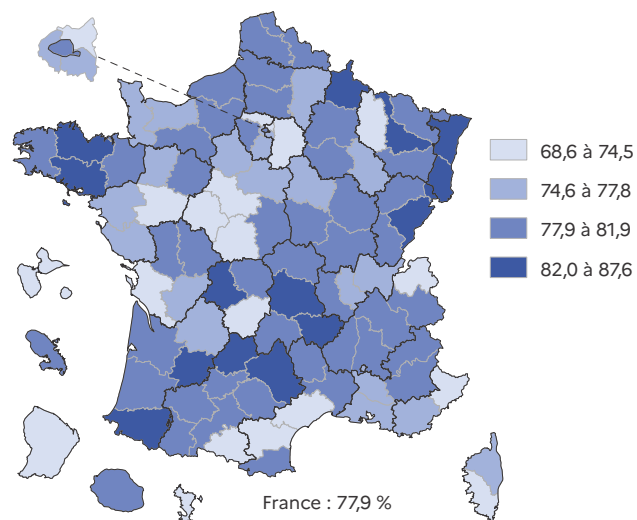 68,6 à 74,5
74,6 à 77,8
77,9 à 81,9
82,0 à 87,6
France : 77,9 %